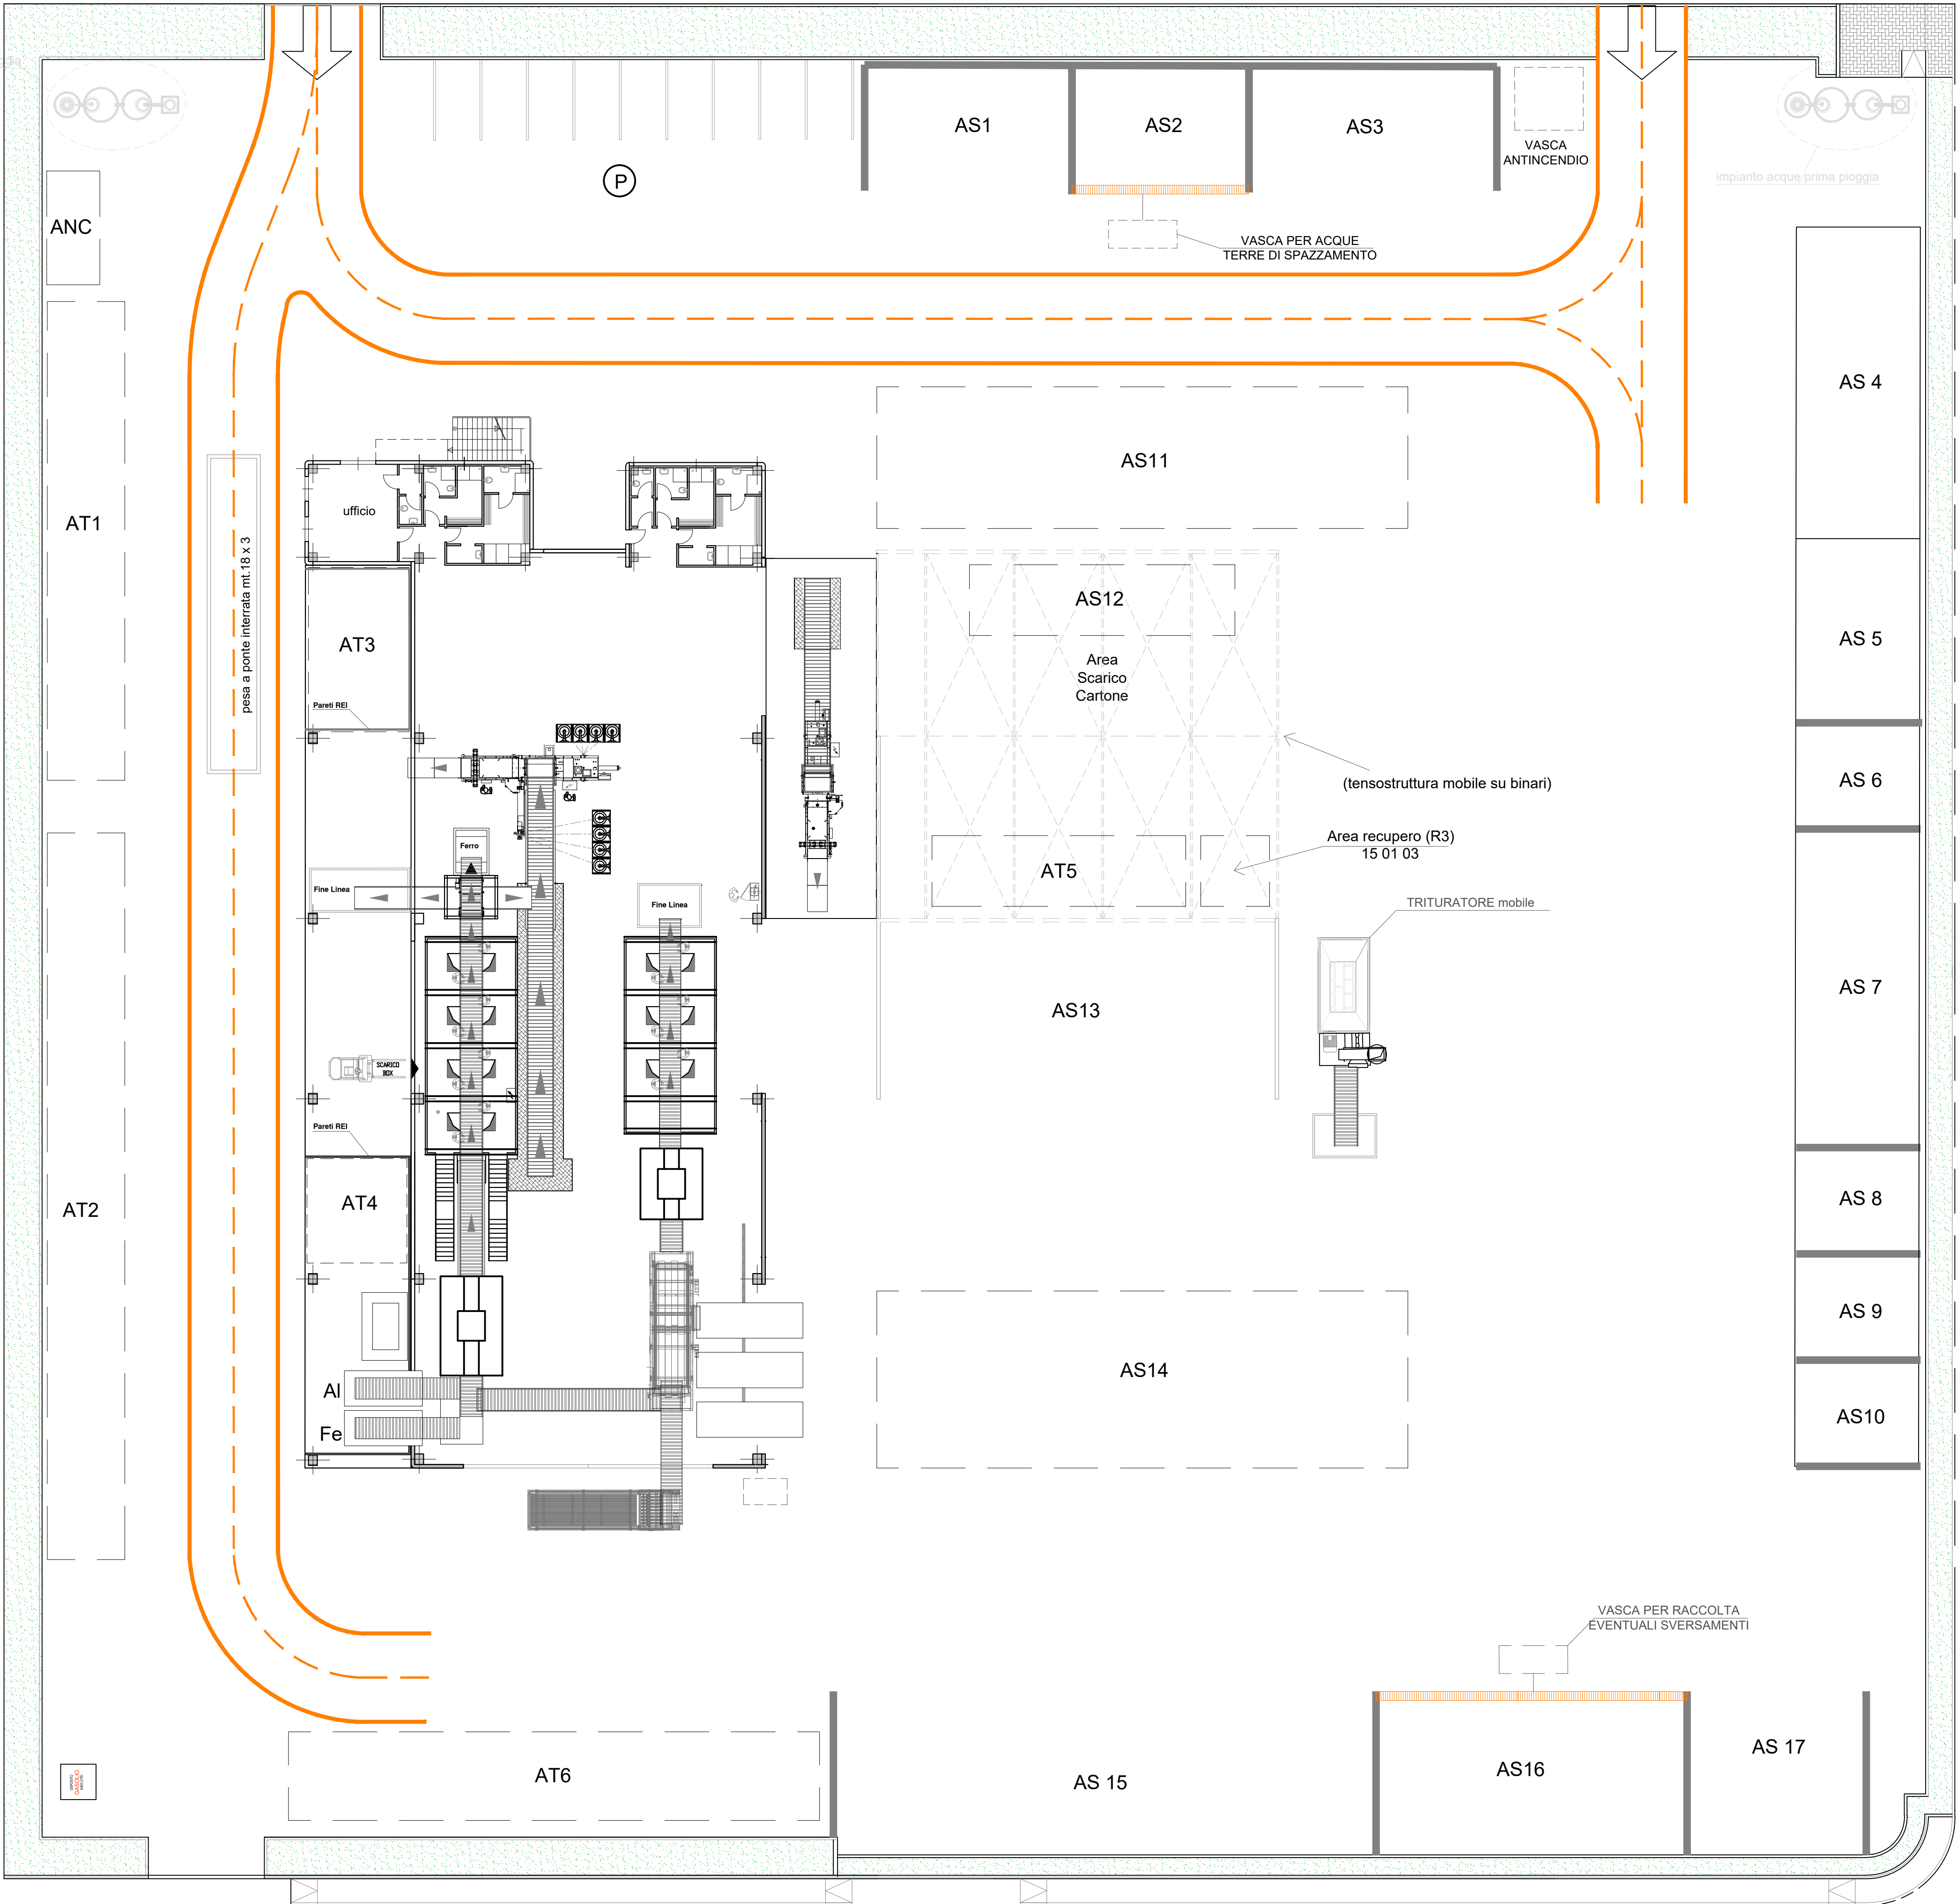 P
AS1
AS2
AS3
VASCA
ANTINCENDIO
impianto acque prima pioggia
ANC
VASCA PER ACQUE
TERRE DI SPAZZAMENTO
AS 4
AS11
AT1
ufficio
pesa a ponte interrata mt.18 x 3
AT3
Pareti REI
AS12
Area
Scarico
Cartone
AS 5
(tensostruttura mobile su binari)
AS 6
Area recupero (R3)
15 01 03
Ferro
AT5
Fine Linea
Fine Linea
TRITURATORE mobile
AS 7
AS13
SCARICO
BOX
Pareti REI
AT4
AT2
AS 8
AS 9
AS14
Al
Fe
AS10
VASCA PER RACCOLTA
EVENTUALI SVERSAMENTI
AT6
AS 15
AS16
AS 17
GASOLIO